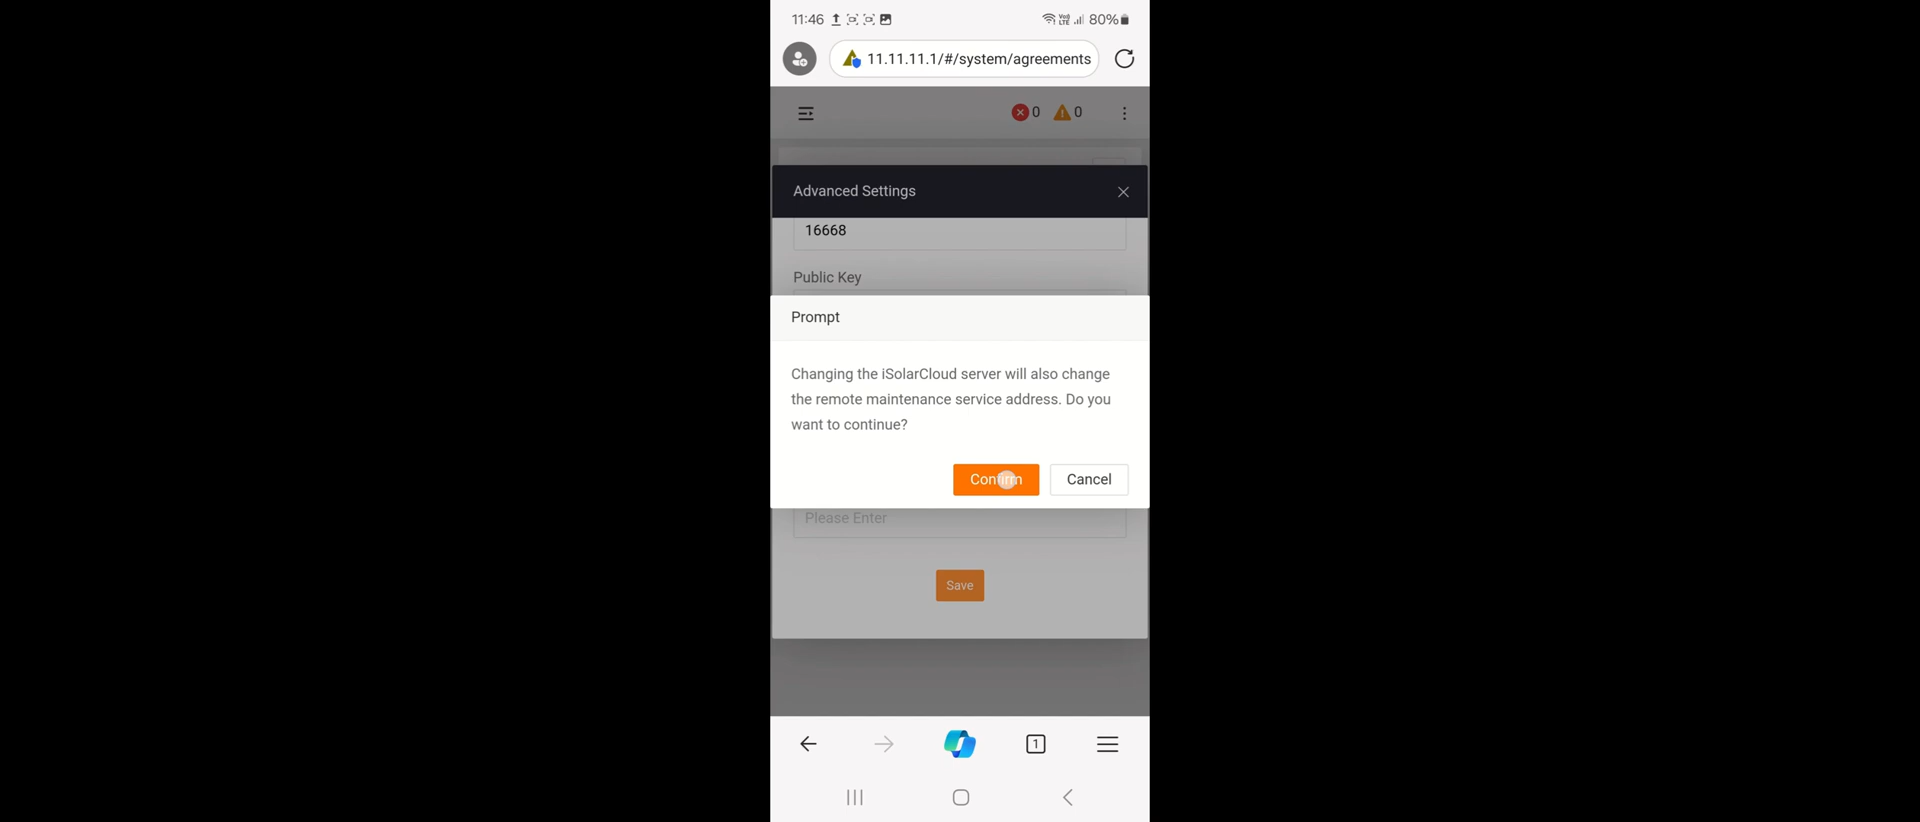 11:46
80%
11.11.11.1/#/system/agreements
0 0
Advanced Settings
16668
Public Key
Prompt
Changing the iSolarCloud server will also change
the remote maintenance service address. Do you
want to continue?
Confirm Cancel
Please Enter
Save
1